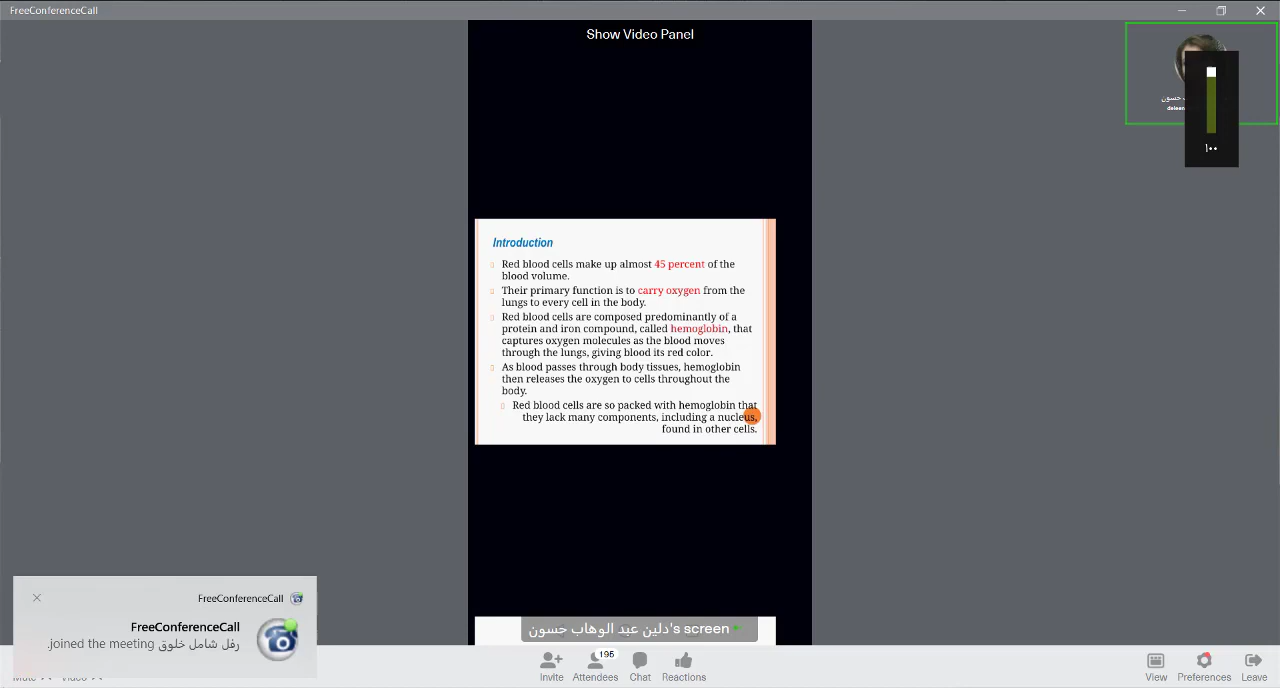 FreeConferenceCall
Show Video Panel
حسون
١٠٠
Introduction
Red blood cells make up almost 45 percent of the
blood volume.
Their primary function is to carry oxygen from the
lungs to every cell in the body.
Red blood cells are composed predominantly of a
protein and iron compound, called hemoglobin, that
captures oxygen molecules as the blood moves
through the lungs, giving blood its red color.
As blood passes through body tissues, hemoglobin
then releases the oxygen to cells throughout the
body.
Red blood cells are so packed with hemoglobin that
they lack many components, including a nucleus,
found in other cells.
دلين عبد الوهاب حسون's screen
FreeConferenceCall
FreeConferenceCall
رفل شامل خلوق joined the meeting.
195
Invite
Attendees
Chat
Reactions
View
Preferences
Leave
Mute
Video